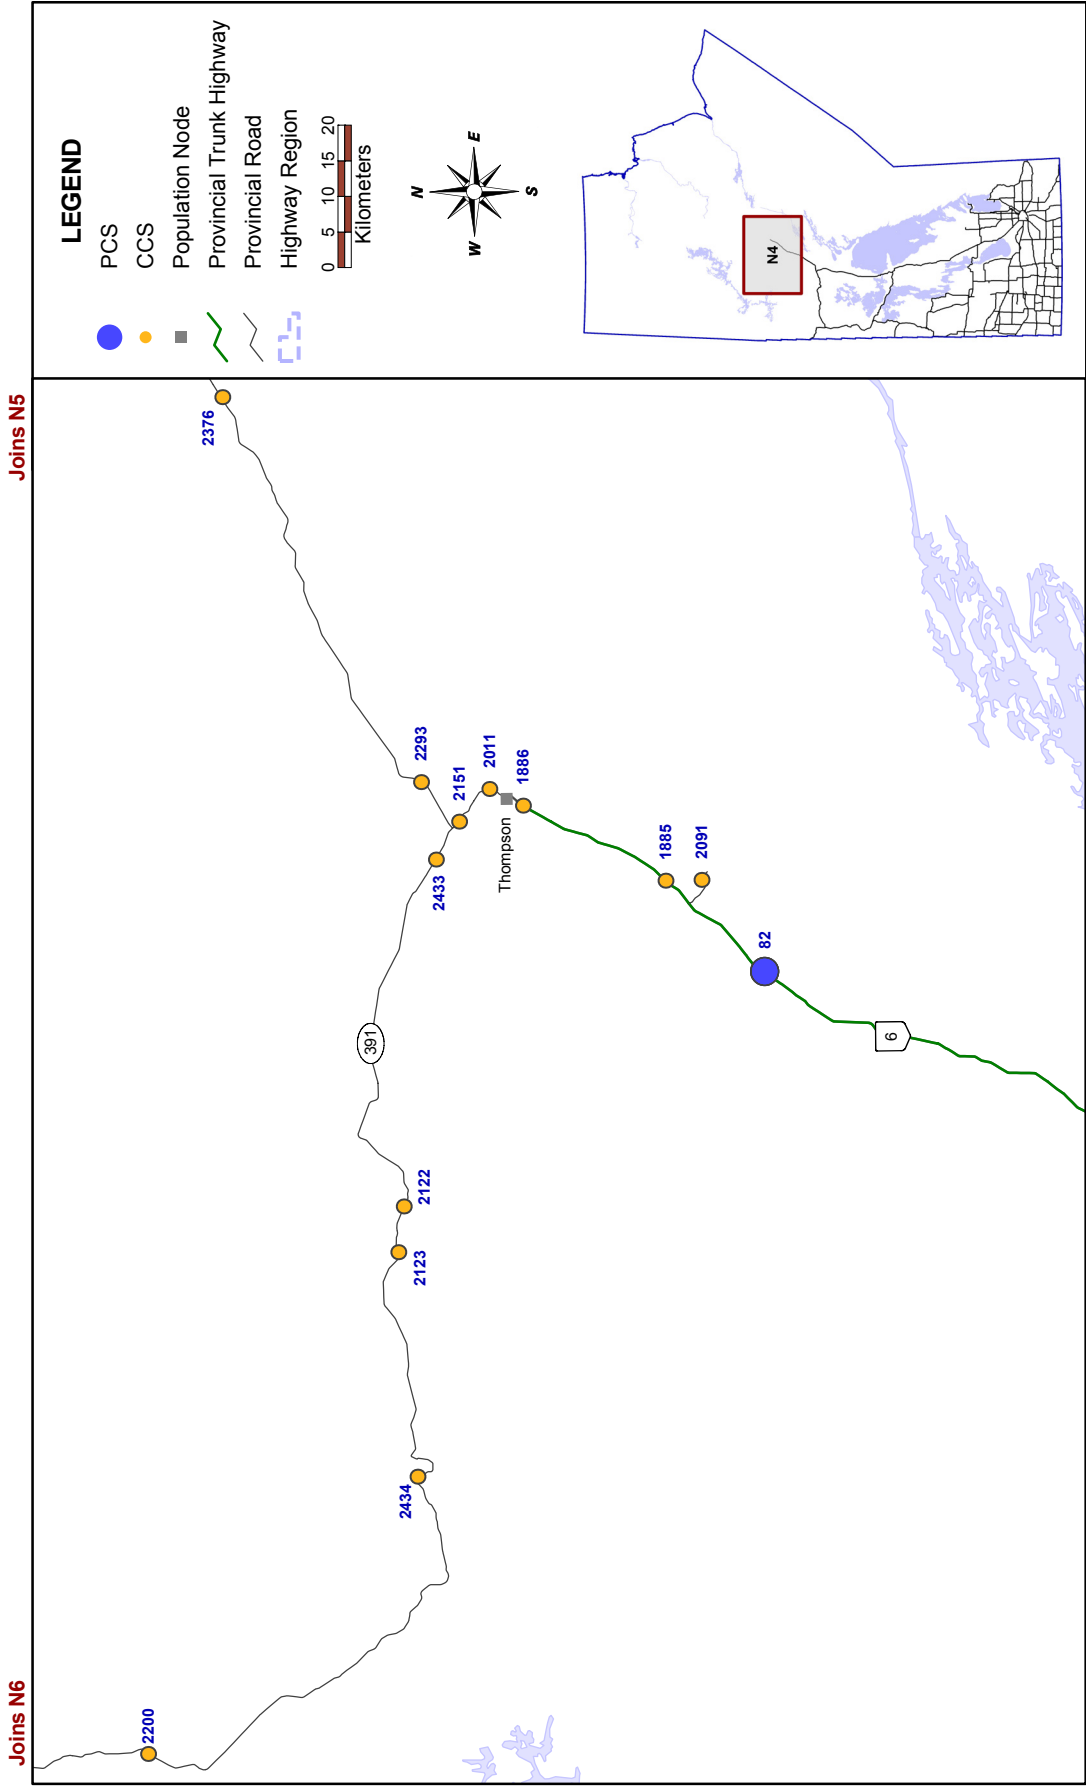 Joins N6
Joins N5
LEGEND
PCS
CCS
Population Node
Provincial Trunk Highway
Provincial Road
Highway Region
0 5 10 15 20
Kilometers
N
W
E
S
N4
2200
2376
2434
2123
2122
391
2433
2293
2151
2011
1886
Thompson
1885
2091
82
6